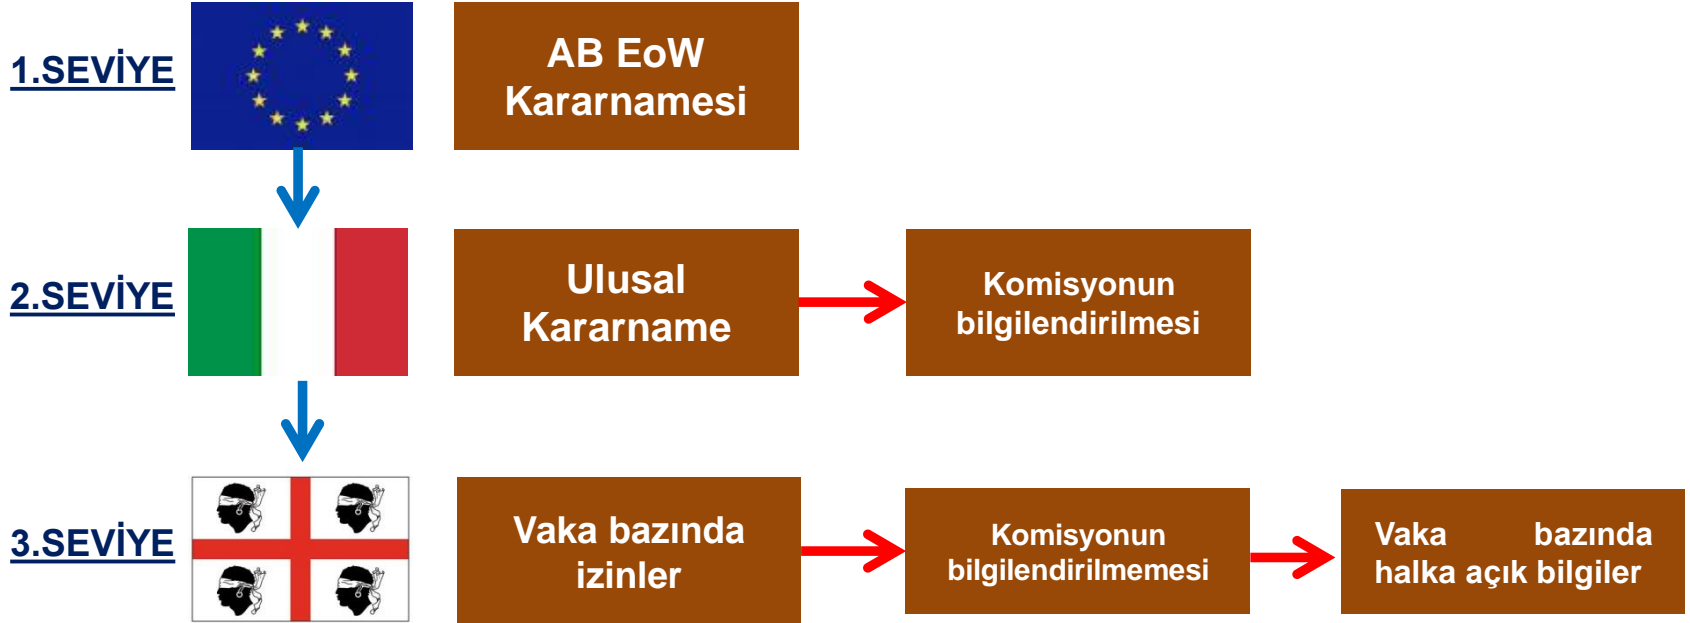 1.SEVİYE
AB EoW
Kararnamesi
2.SEVİYE
Ulusal
Kararname
Komisyonun
bilgilendirilmesi
3.SEVİYE
Vaka bazında
izinler
Komisyonun
bilgilendirilmemesi
Vaka bazında
halka açık bilgiler